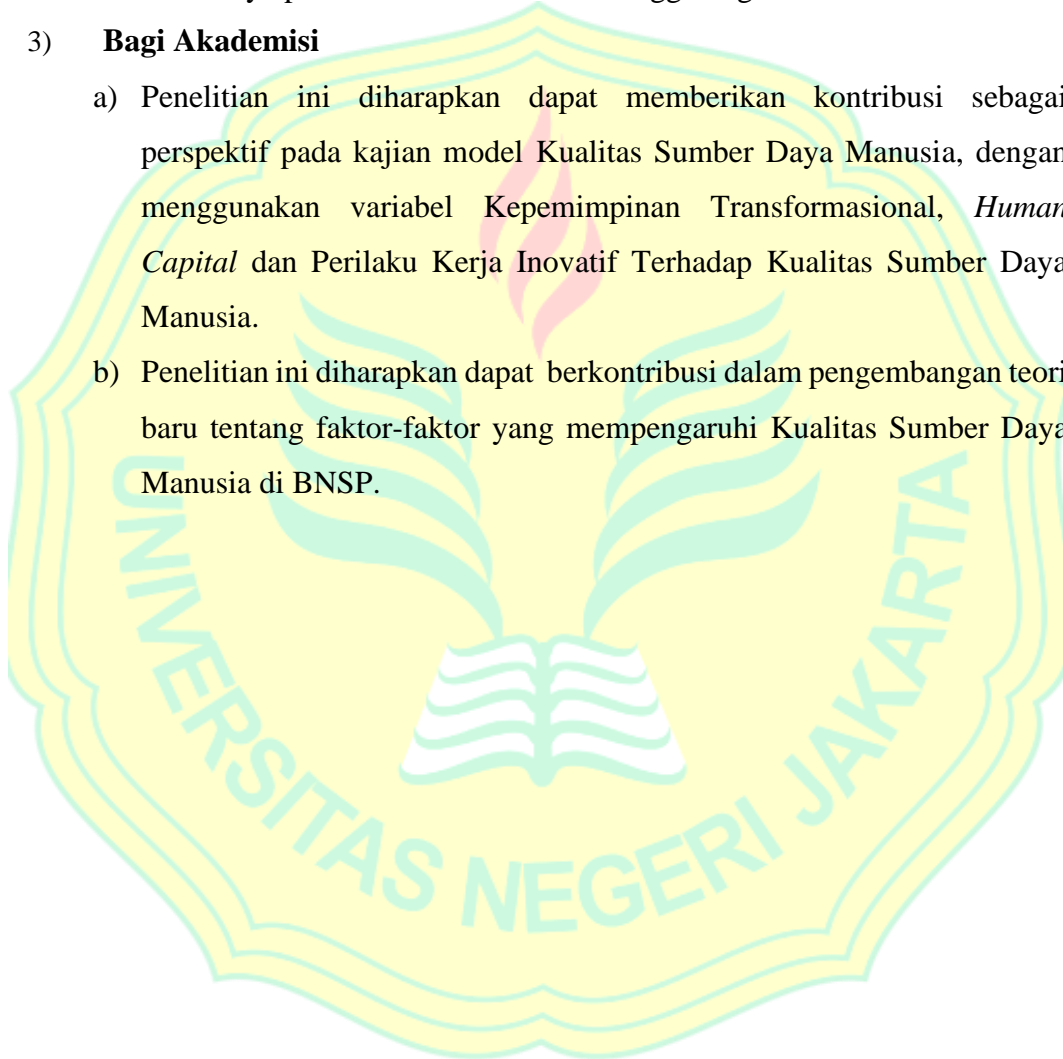 3) Bagi Akademisi
a) Penelitian ini diharapkan dapat memberikan kontribusi sebagai
perspektif pada kajian model Kualitas Sumber Daya Manusia, dengan
menggunakan variabel Kepemimpinan Transformasional, Human
Capital dan Perilaku Kerja Inovatif Terhadap Kualitas Sumber Daya
Manusia.
b) Penelitian ini diharapkan dapat berkontribusi dalam pengembangan teori
baru tentang faktor-faktor yang mempengaruhi Kualitas Sumber Daya
Manusia di BNSP.
UNIVERSITAS NEGERI JAKARTA